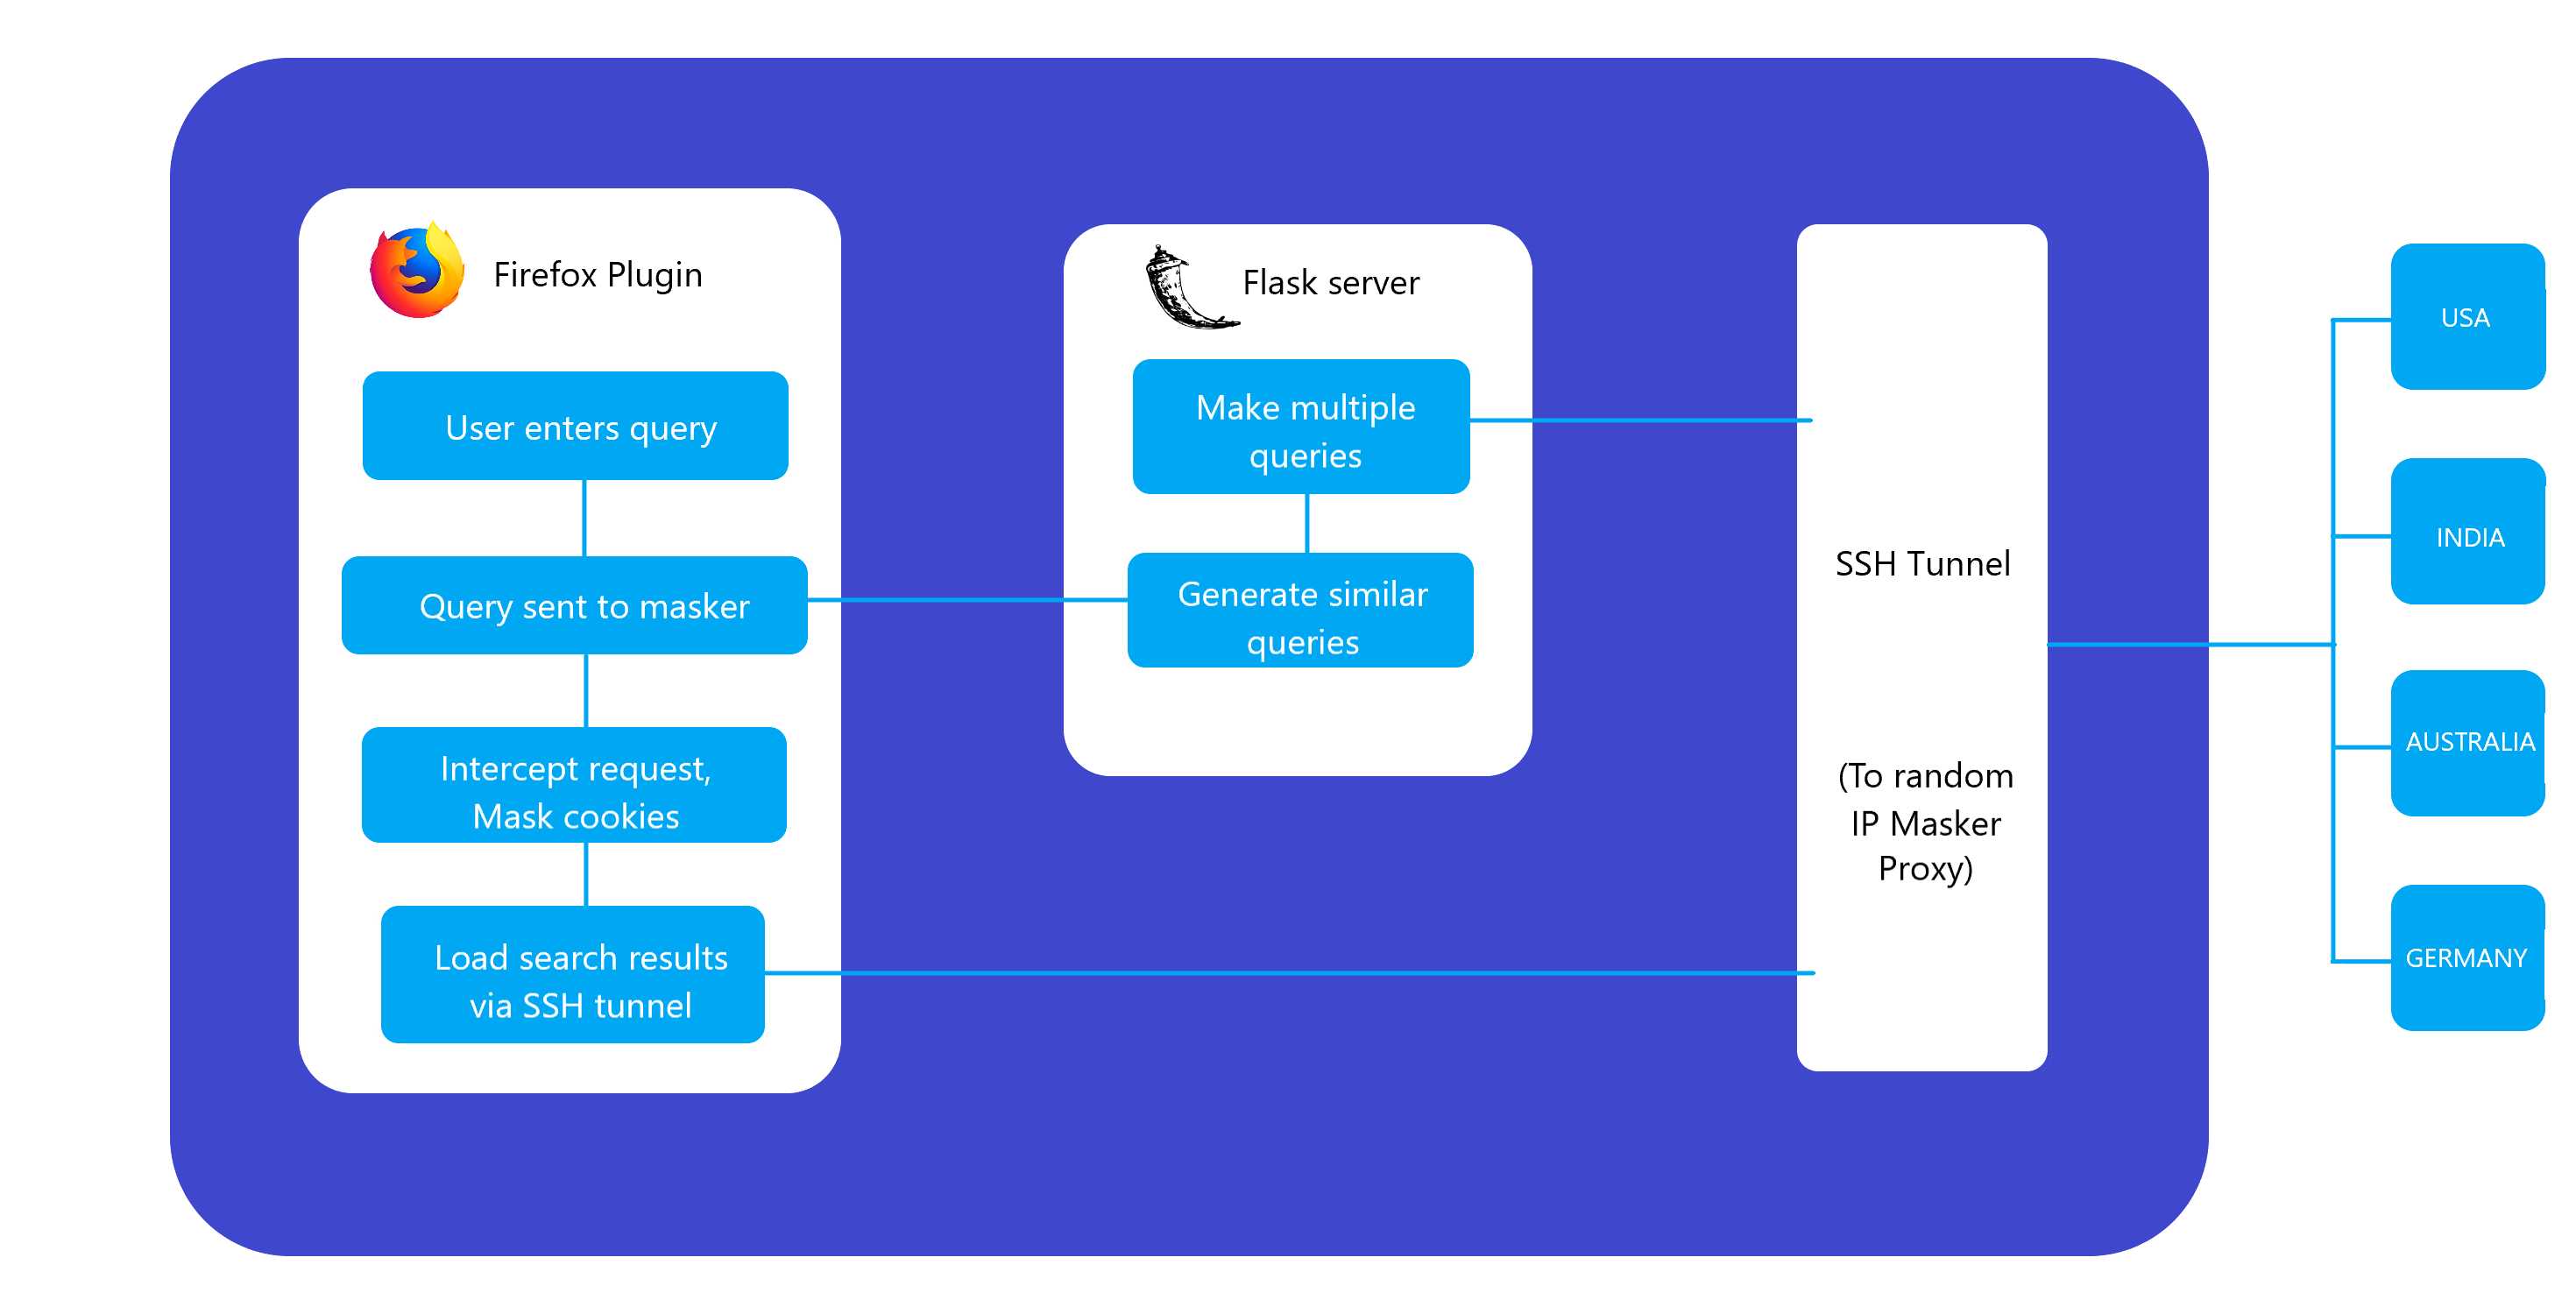 Firefox Plugin
User enters query
Query sent to masker
Intercept request,
Mask cookies
Load search results
via SSH tunnel
Flask server
Make multiple
queries
Generate similar
queries
SSH Tunnel
(To random
IP Masker
Proxy)
USA
INDIA
AUSTRALIA
GERMANY